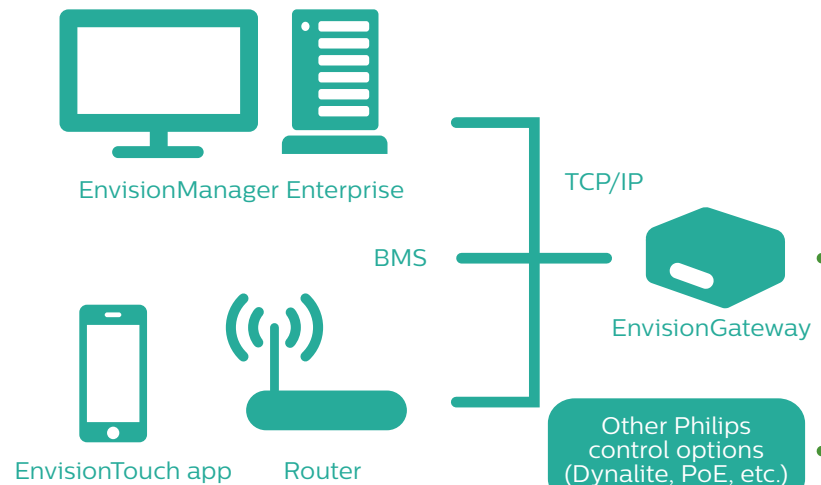 EnvisionManager Enterprise
TCP/IP
BMS
EnvisionGateway
EnvisionTouch app
Router
Other Philips
control options
(Dynalite, PoE, etc.)